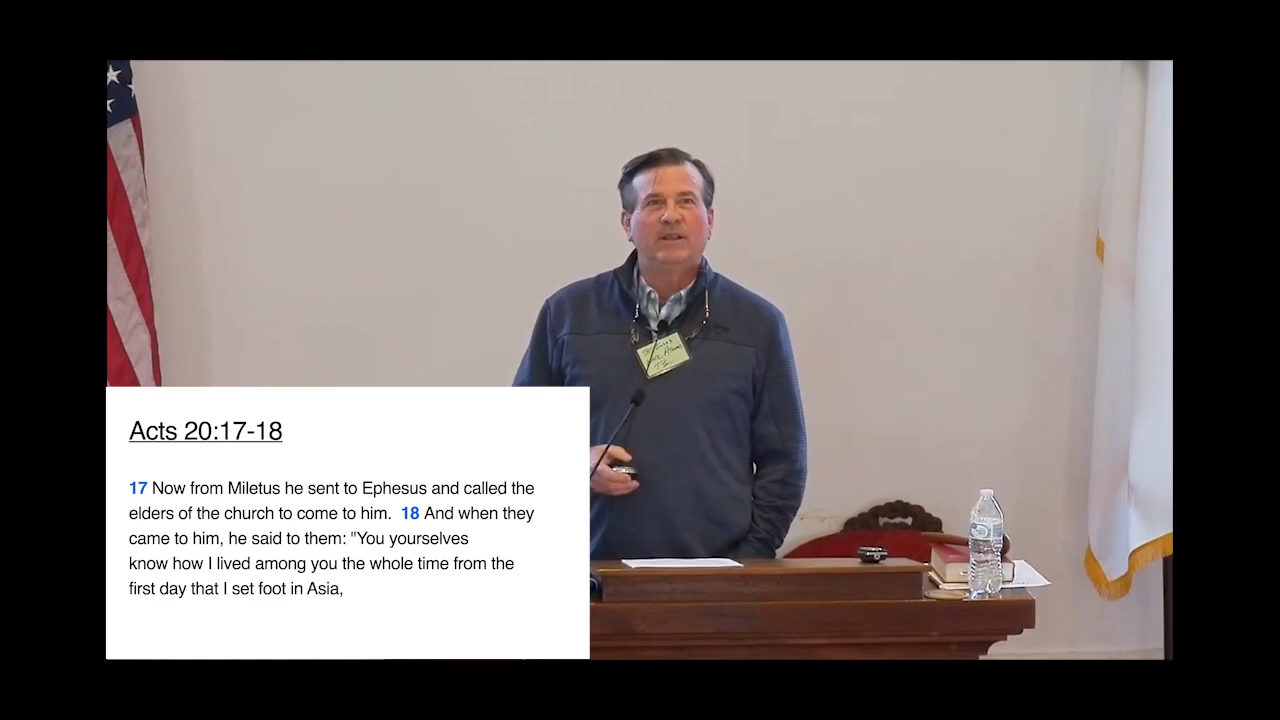 Acts 20:17-18
17 Now from Miletus he sent to Ephesus and called the
elders of the church to come to him.  18 And when they
came to him, he said to them: "You yourselves
know how I lived among you the whole time from the
first day that I set foot in Asia,